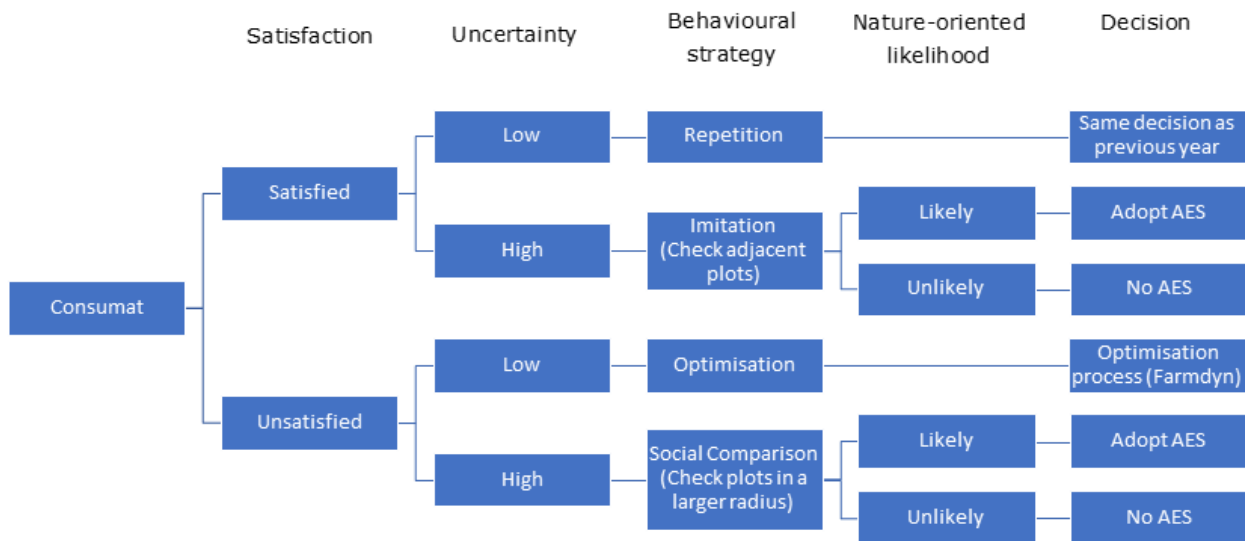 Satisfaction
Uncertainty
Behavioural
strategy
Nature-oriented
likelihood
Decision
Low
Repetition
Same decision as
previous year
Satisfied
High
Imitation
(Check adjacent
plots)
Likely
Adopt AES
Unlikely
No AES
Consumat
Low
Optimisation
Optimisation
process (Farmdyn)
Unsatisfied
High
Social Comparison
(Check plots in a
larger radius)
Likely
Adopt AES
Unlikely
No AES